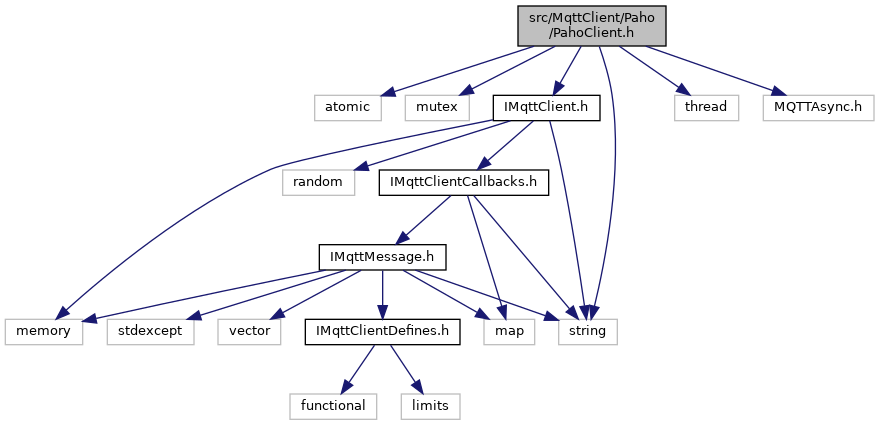 src/MqttClient/Paho
/PahoClient.h
atomic
mutex
IMqttClient.h
thread
MQTTAsync.h
random
IMqttClientCallbacks.h
IMqttMessage.h
memory
stdexcept
vector
IMqttClientDefines.h
map
string
functional
limits